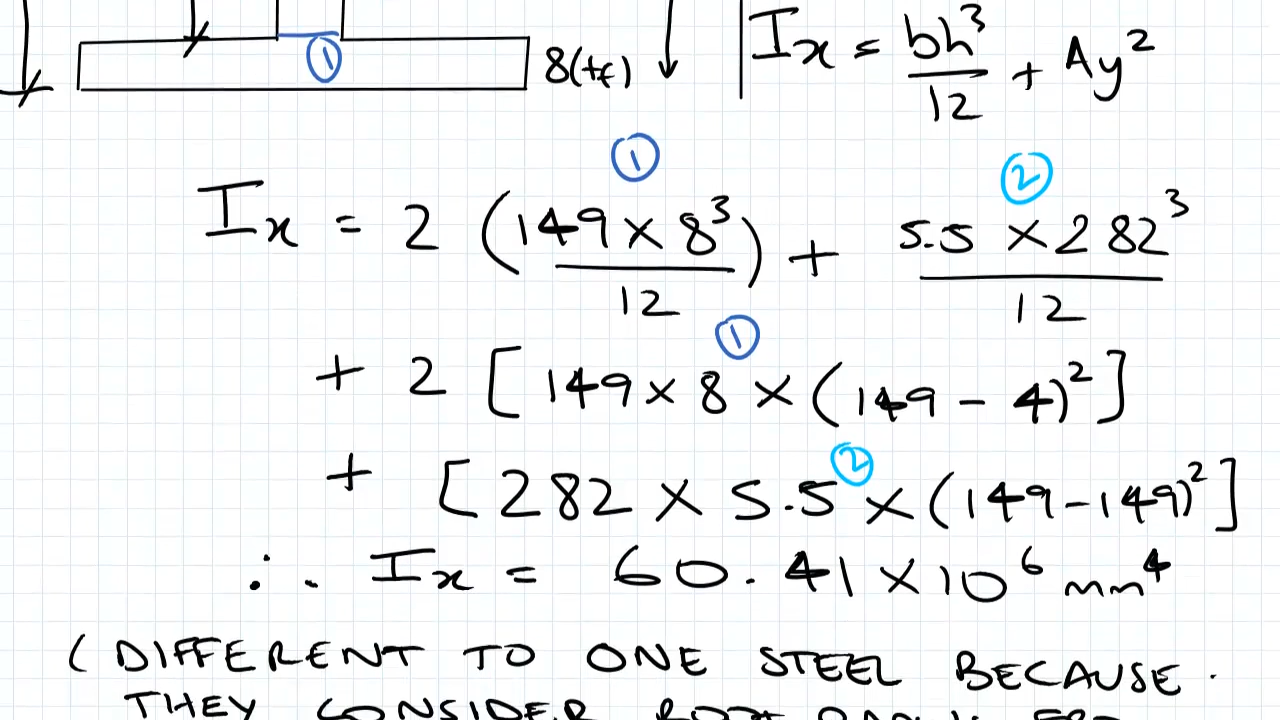 ① 8(tf) Ix = bh³/12 + Ay²
① ②
Ix = 2 (149 × 8³ / 12) + 5.5 × 282³ / 12
①
+ 2 [149 × 8 × (149 - 4)²]
②
+ [282 × 5.5 × (149 - 149)²]
∴ Ix = 60.41 × 10⁶ mm⁴
( DIFFERENT TO ONE STEEL BECAUSE .
THEY CONSIDER